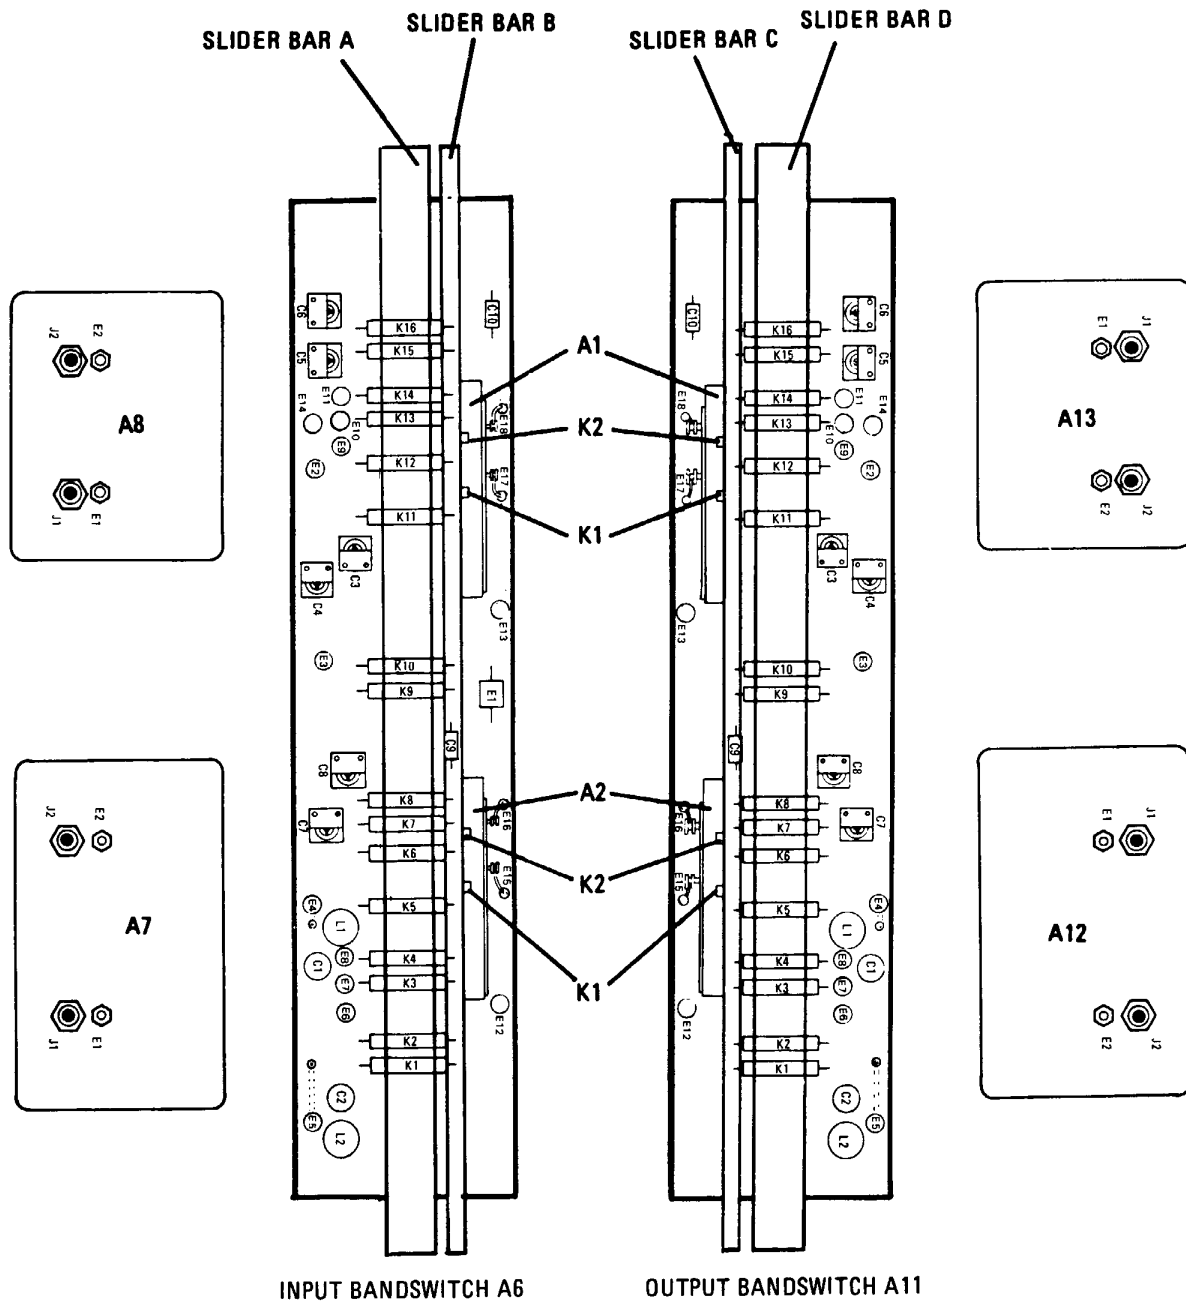 SLIDER BAR A
SLIDER BAR B
SLIDER BAR C
SLIDER BAR D
J2
E2
A8
J1
E1
J2
E2
A7
J1
E1
C6
C5
E11
E14
E10
E9
E2
C3
C4
E3
C8
C7
E4
L1
E8
C1
E7
E6
C2
E5
L2
K16
K15
K14
K13
K12
K11
K10
K9
K8
K7
K6
K5
K4
K3
K2
K1
C10
E18
E17
E13
E1
C9
E16
E15
E12
A1
K2
K1
A2
K2
K1
C10
E18
E17
E13
C9
E16
E15
E12
K16
K15
K14
K13
K12
K11
K10
K9
K8
K7
K6
K5
K4
K3
K2
K1
C6
C5
E11
E14
E10
E9
E2
C3
C4
E3
C8
C7
E4
L1
E8
C1
E7
E6
C2
E5
L2
E1
J1
A13
E2
J2
E1
J1
A12
E2
J2
INPUT BANDSWITCH A6
OUTPUT BANDSWITCH A11